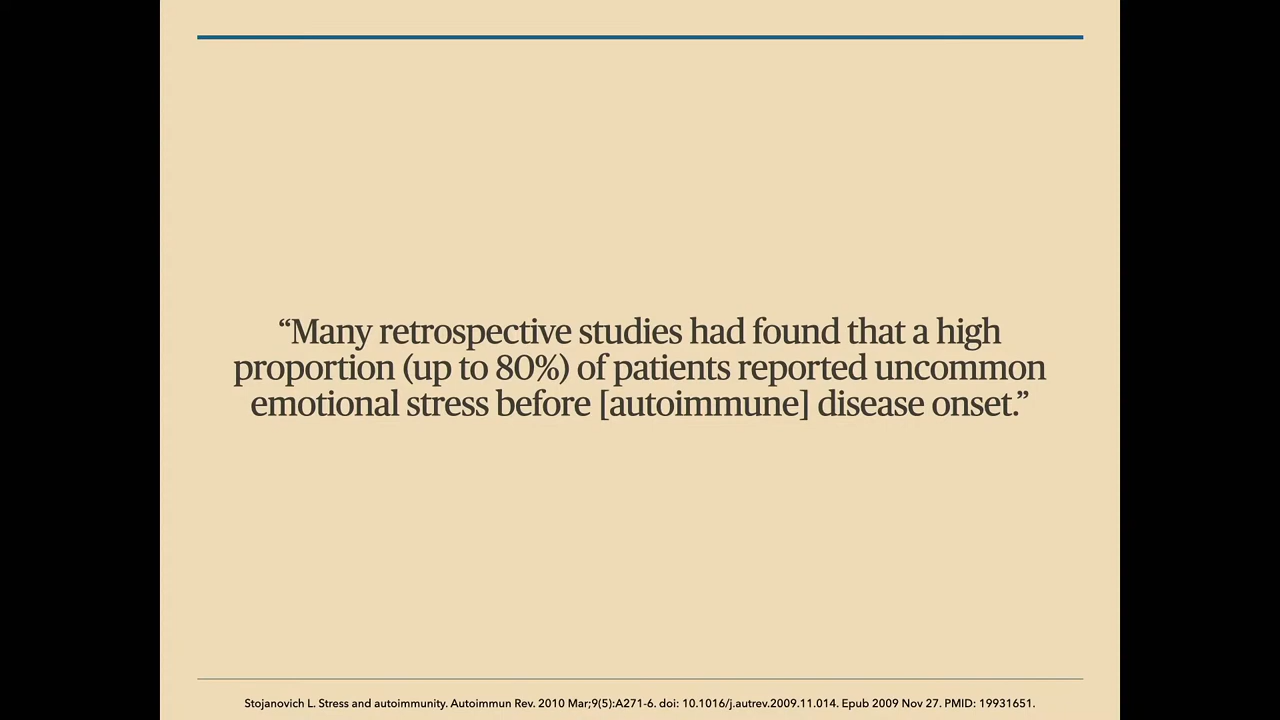 “Many retrospective studies had found that a high
proportion (up to 80%) of patients reported uncommon
emotional stress before [autoimmune] disease onset.”
Stojanovich L. Stress and autoimmunity. Autoimmun Rev. 2010 Mar;9(5):A271-6. doi: 10.1016/j.autrev.2009.11.014. Epub 2009 Nov 27. PMID: 19931651.